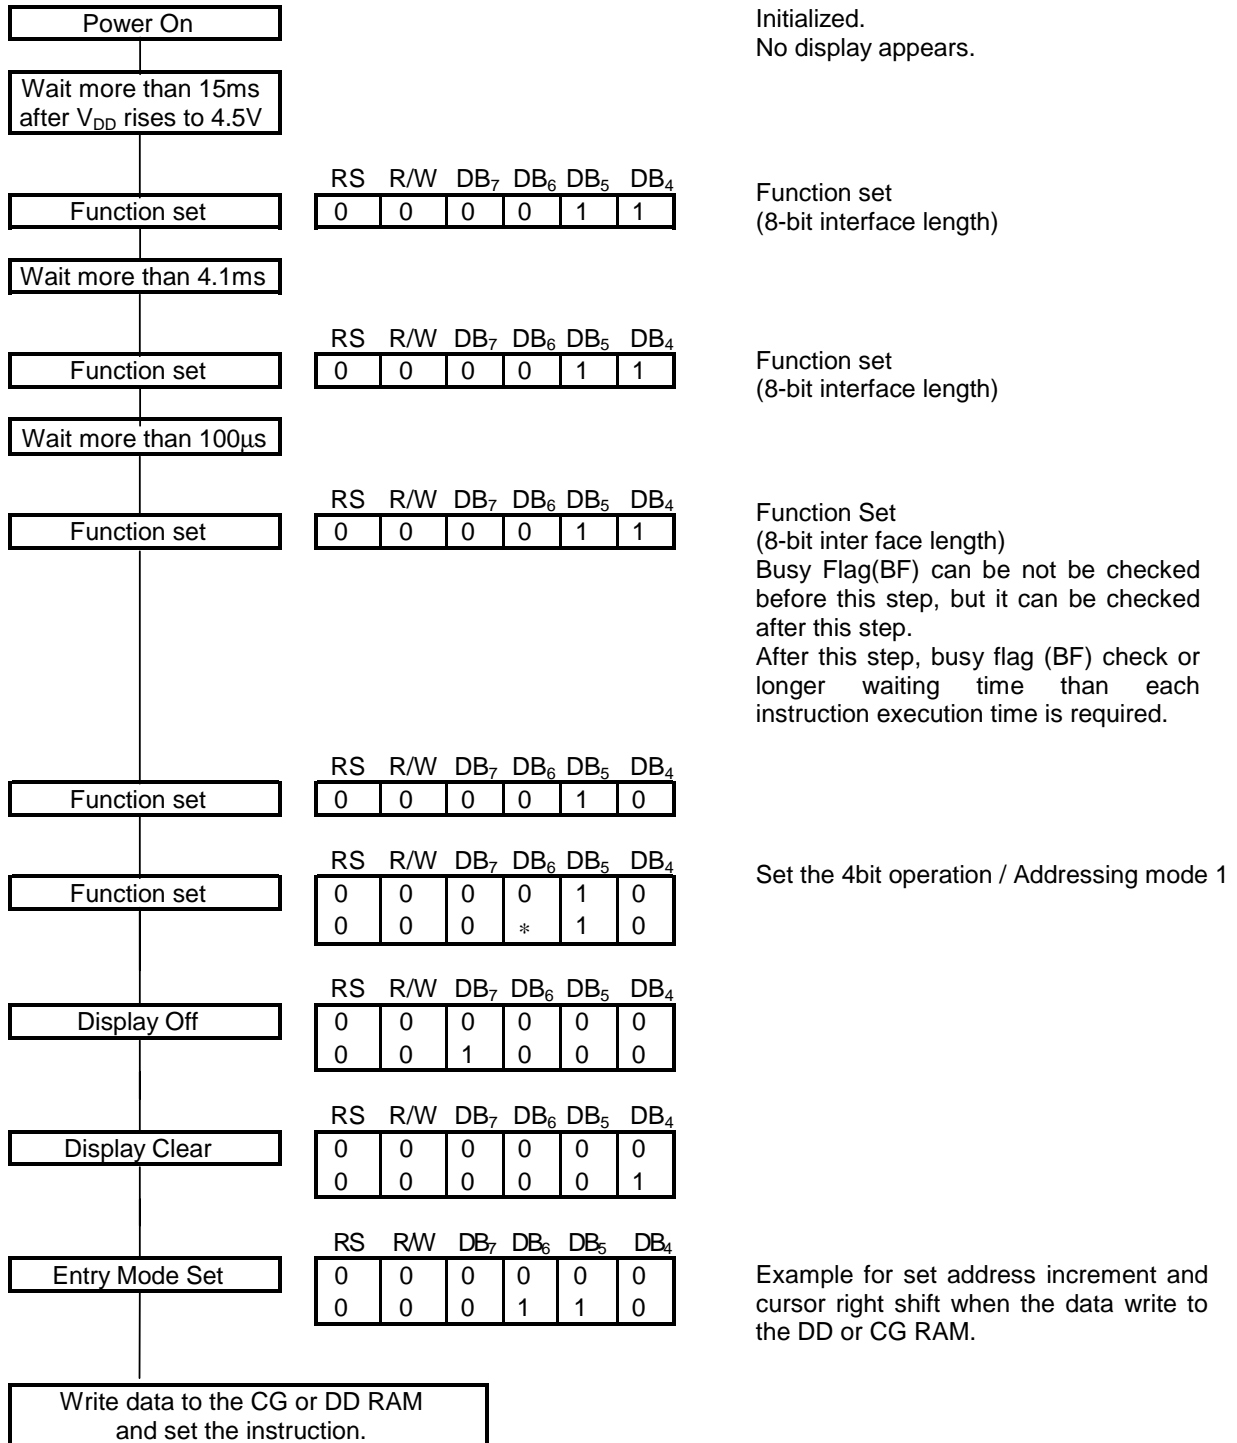 Power On
Initialized.
No display appears.
Wait more than 15ms
after VDD rises to 4.5V
RS R/W DB7 DB6 DB5 DB4
Function set
0 0 0 0 1 1
Function set
(8-bit interface length)
Wait more than 4.1ms
RS R/W DB7 DB6 DB5 DB4
Function set
0 0 0 0 1 1
Function set
(8-bit interface length)
Wait more than 100µs
RS R/W DB7 DB6 DB5 DB4
Function set
0 0 0 0 1 1
Function Set
(8-bit inter face length)
Busy Flag(BF) can be not be checked
before this step, but it can be checked
after this step.
After this step, busy flag (BF) check or
longer waiting time than each
instruction execution time is required.
RS R/W DB7 DB6 DB5 DB4
Function set
0 0 0 0 1 0
RS R/W DB7 DB6 DB5 DB4
Function set
0 0 0 0 1 0
0 0 0 * 1 0
Set the 4bit operation / Addressing mode 1
RS R/W DB7 DB6 DB5 DB4
Display Off
0 0 0 0 0 0
0 0 1 0 0 0
RS R/W DB7 DB6 DB5 DB4
Display Clear
0 0 0 0 0 0
0 0 0 0 0 1
RS R/W DB7 DB6 DB5 DB4
Entry Mode Set
0 0 0 0 0 0
0 0 0 1 1 0
Example for set address increment and
cursor right shift when the data write to
the DD or CG RAM.
Write data to the CG or DD RAM
and set the instruction.